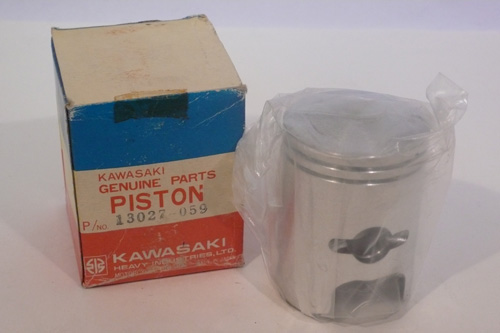 KAWASAKI
GENUINE PARTS
PISTON
P/NO. 13027-059
KAWASAKI
HEAVY INDUSTRIES, LTD.